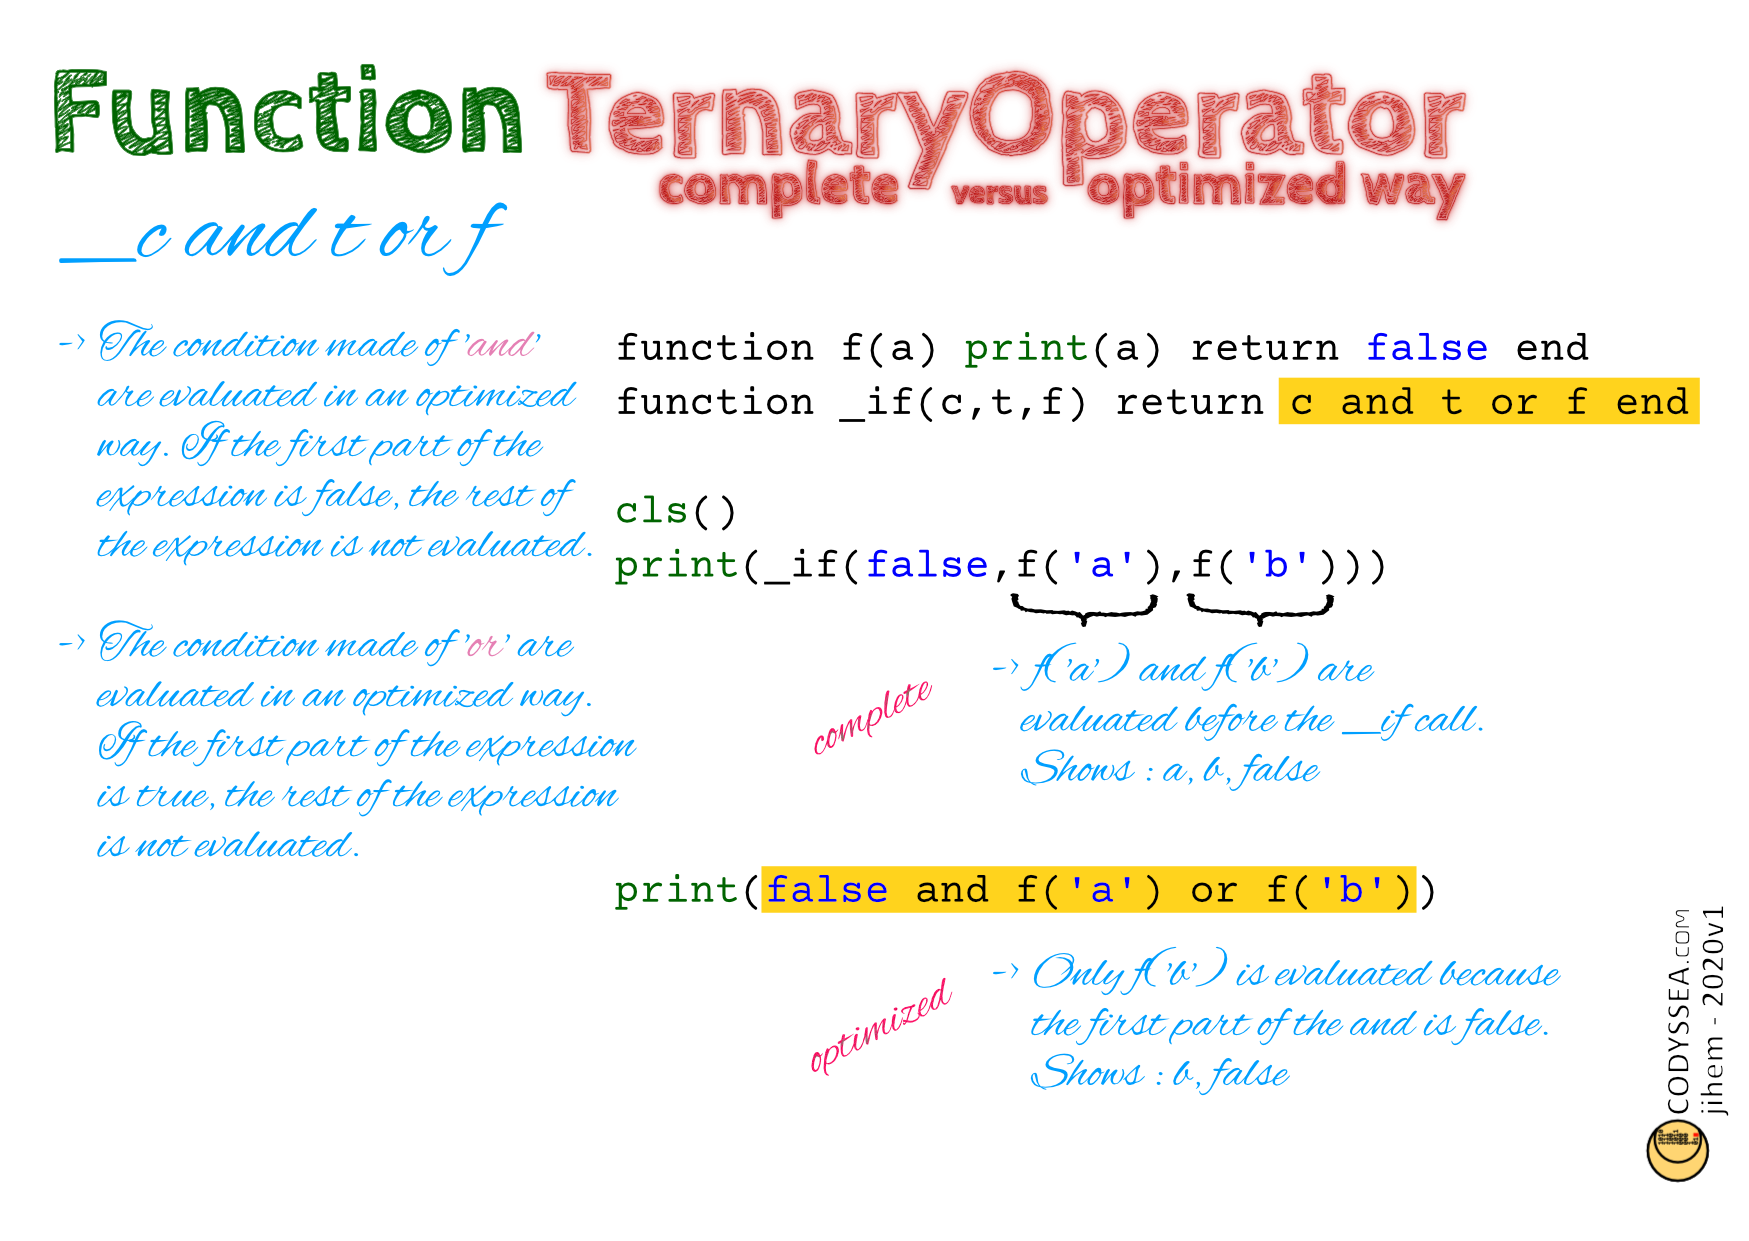 Function TernaryOperator
complete versus optimized way
__c and t or f
-> The condition made of 'and'
are evaluated in an optimized
way. If the first part of the
expression is false, the rest of
the expression is not evaluated.
-> The condition made of 'or' are
evaluated in an optimized way.
If the first part of the expression
is true, the rest of the expression
is not evaluated.
function f(a) print(a) return false end
function _if(c,t,f) return c and t or f end
cls()
print(_if(false,f('a'),f('b')))
complete
-> f('a') and f('b') are
evaluated before the __if call.
Shows : a, b, false
print(false and f('a') or f('b'))
optimized
-> Only f('b') is evaluated because
the first part of the and is false.
Shows : b, false
CODYSSEA.COM
jihem - 2020v1